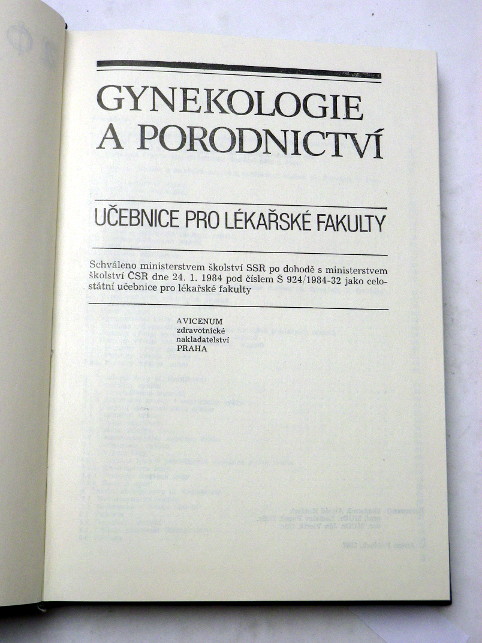 GYNEKOLOGIE
A PORODNICTVÍ
UČEBNICE PRO LÉKAŘSKÉ FAKULTY
Schváleno ministerstvem školství SSR po dohodě s ministerstvem
školství ČSR dne 24. 1. 1984 pod číslem S 924/1984-32 jako celo-
státní učebnice pro lékařské fakulty
AVICENUM
zdravotnické
nakladatelství
PRAHA